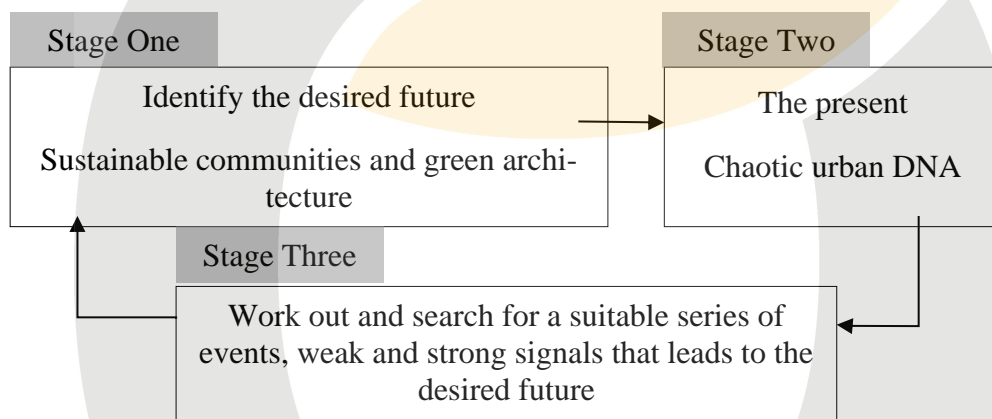 Stage One
Identify the desired future
Sustainable communities and green archi-
tecture
Stage Two
The present
Chaotic urban DNA
Stage Three
Work out and search for a suitable series of
events, weak and strong signals that leads to the
desired future